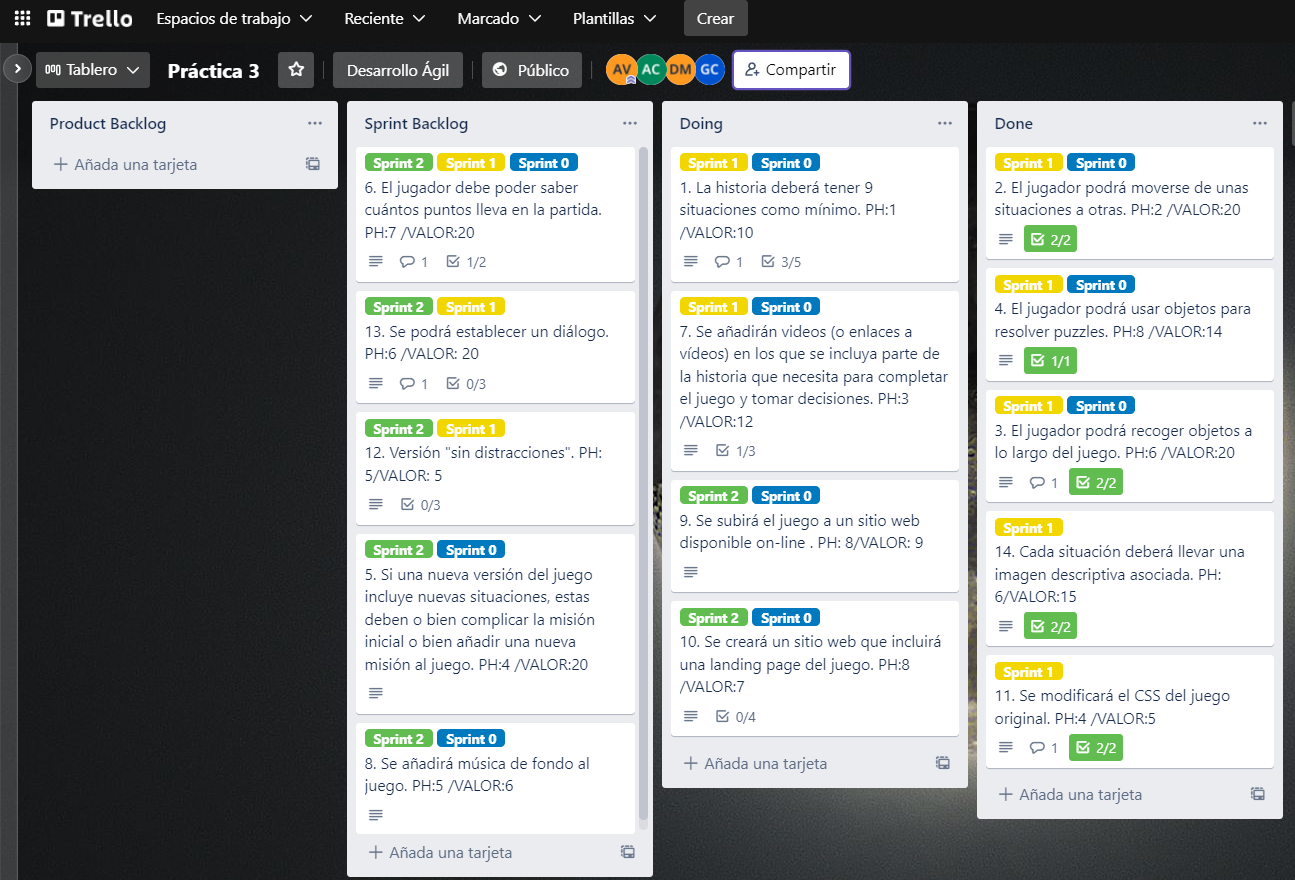 Trello
Espacios de trabajo
Reciente
Marcado
Plantillas
Crear
Tablero
Práctica 3
Desarrollo Ágil
Público
AV
AC
DM
GC
Compartir
Product Backlog
Añada una tarjeta
Sprint Backlog
Sprint 2 Sprint 1 Sprint 0
6. El jugador debe poder saber
cuántos puntos lleva en la partida.
PH:7 /VALOR:20
1 1/2
Sprint 2 Sprint 1
13. Se podrá establecer un diálogo.
PH:6 /VALOR: 20
1 0/3
Sprint 2 Sprint 1
12. Versión "sin distracciones". PH:
5/VALOR: 5
0/3
Sprint 2 Sprint 0
5. Si una nueva versión del juego
incluye nuevas situaciones, estas
deben o bien complicar la misión
inicial o bien añadir una nueva
misión al juego. PH:4 /VALOR:20
Sprint 2 Sprint 0
8. Se añadirá música de fondo al
juego. PH:5 /VALOR:6
Añada una tarjeta
Doing
Sprint 1 Sprint 0
1. La historia deberá tener 9
situaciones como mínimo. PH:1
/VALOR:10
1 3/5
Sprint 1 Sprint 0
7. Se añadirán videos (o enlaces a
vídeos) en los que se incluya parte de
la historia que necesita para completar
el juego y tomar decisiones. PH:3
/VALOR:12
1/3
Sprint 2 Sprint 0
9. Se subirá el juego a un sitio web
disponible on-line . PH: 8/VALOR: 9
Sprint 2 Sprint 0
10. Se creará un sitio web que incluirá
una landing page del juego. PH:8
/VALOR:7
0/4
Añada una tarjeta
Done
Sprint 1 Sprint 0
2. El jugador podrá moverse de unas
situaciones a otras. PH:2 /VALOR:20
2/2
Sprint 1 Sprint 0
4. El jugador podrá usar objetos para
resolver puzzles. PH:8 /VALOR:14
1/1
Sprint 1 Sprint 0
3. El jugador podrá recoger objetos a
lo largo del juego. PH:6 /VALOR:20
1 2/2
Sprint 1
14. Cada situación deberá llevar una
imagen descriptiva asociada. PH:
6/VALOR:15
2/2
Sprint 1
11. Se modificará el CSS del juego
original. PH:4 /VALOR:5
1 2/2
Añada una tarjeta